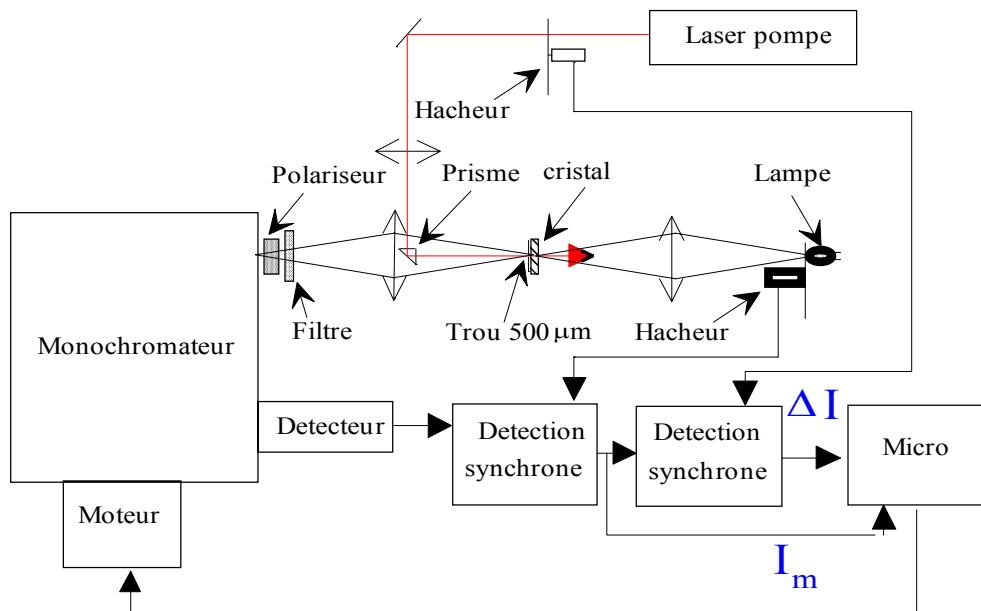 Laser pompe
Hacheur
Polariseur
Prisme
cristal
Lampe
Filtre
Trou 500 µm
Hacheur
Monochromateur
Detecteur
Detection
synchrone
Detection
synchrone
ΔI
Micro
Moteur
Im